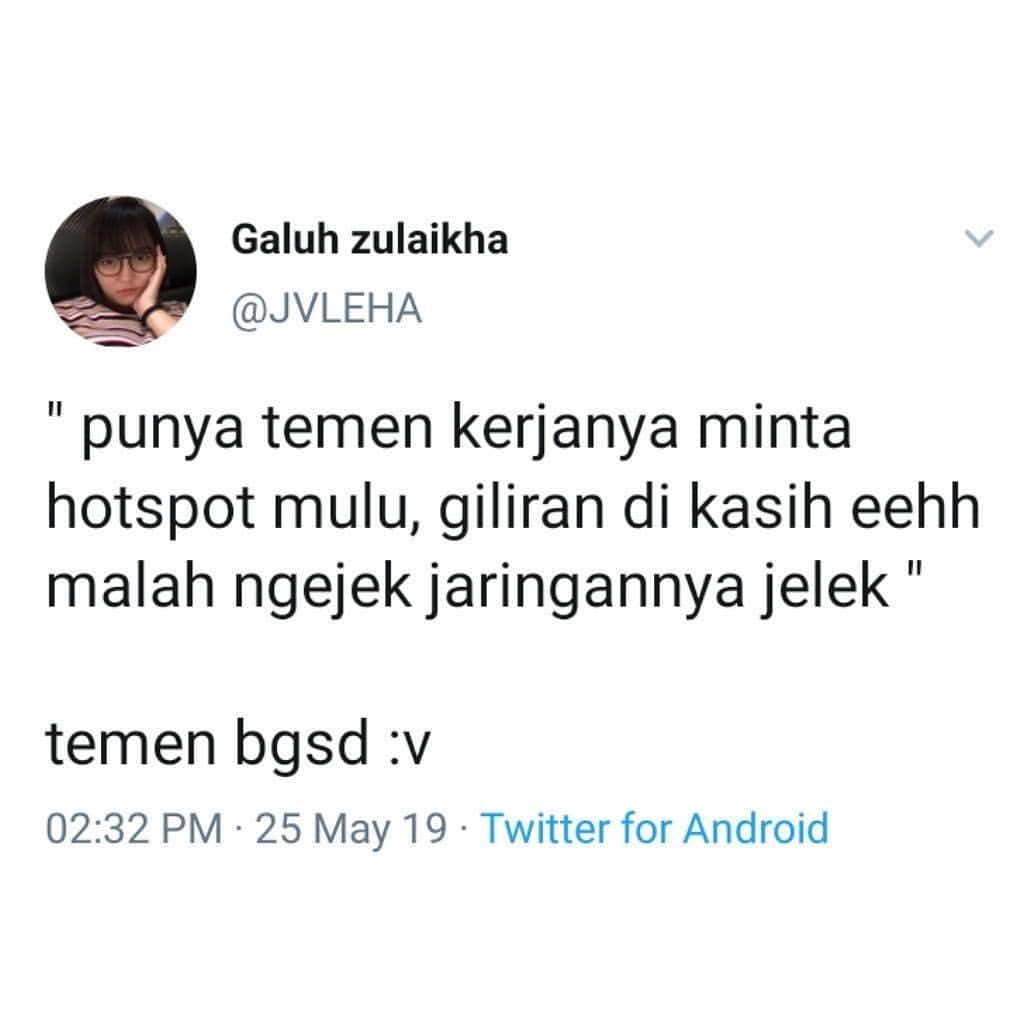 Galuh zulaikha
@JVLEHA
" punya temen kerjanya minta
hotspot mulu, giliran di kasih eehh
malah ngejek jaringannya jelek "
temen bgsd :v
02:32 PM · 25 May 19 · Twitter for Android